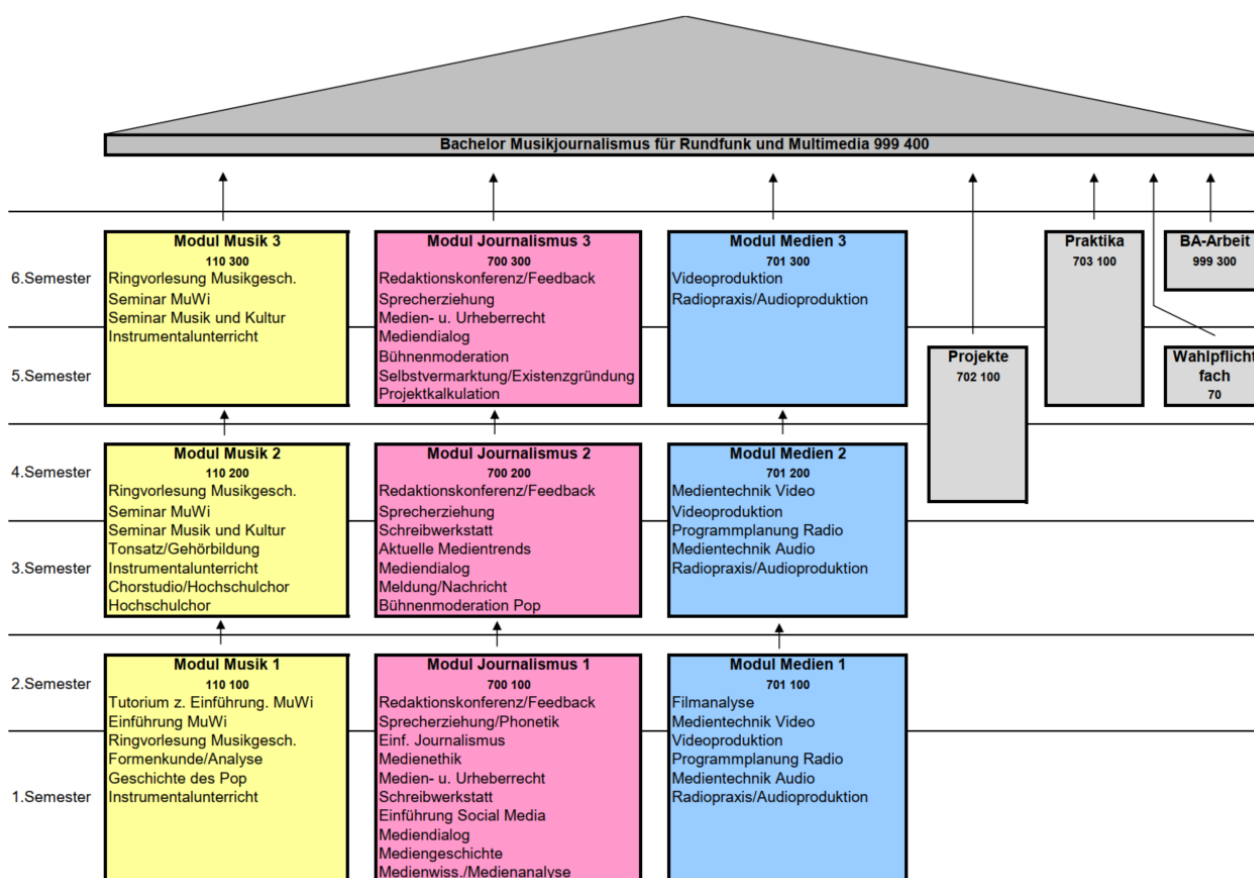 Bachelor Musikjournalismus für Rundfunk und Multimedia 999 400
6.Semester
Modul Musik 3
110 300
Ringvorlesung Musikgesch.
Seminar MuWi
Seminar Musik und Kultur
Instrumentalunterricht
Modul Journalismus 3
700 300
Redaktionskonferenz/Feedback
Sprecherziehung
Medien- u. Urheberrecht
Mediendialog
Bühnenmoderation
Selbstvermarktung/Existenzgründung
Projektkalkulation
Modul Medien 3
701 300
Videoproduktion
Radiopraxis/Audioproduktion
Praktika
703 100
BA-Arbeit
999 300
5.Semester
Projekte
702 100
Wahlpflicht
fach
70
4.Semester
Modul Musik 2
110 200
Ringvorlesung Musikgesch.
Seminar MuWi
Seminar Musik und Kultur
Tonsatz/Gehörbildung
Instrumentalunterricht
Chorstudio/Hochschulchor
Hochschulchor
Modul Journalismus 2
700 200
Redaktionskonferenz/Feedback
Sprecherziehung
Schreibwerkstatt
Aktuelle Medientrends
Mediendialog
Meldung/Nachricht
Bühnenmoderation Pop
Modul Medien 2
701 200
Medientechnik Video
Videoproduktion
Programmplanung Radio
Medientechnik Audio
Radiopraxis/Audioproduktion
3.Semester
2.Semester
Modul Musik 1
110 100
Tutorium z. Einführung. MuWi
Einführung MuWi
Ringvorlesung Musikgesch.
Formenkunde/Analyse
Geschichte des Pop
Instrumentalunterricht
Modul Journalismus 1
700 100
Redaktionskonferenz/Feedback
Sprecherziehung/Phonetik
Einf. Journalismus
Medienethik
Medien- u. Urheberrecht
Schreibwerkstatt
Einführung Social Media
Mediendialog
Mediengeschichte
Medienwiss./Medienanalyse
Modul Medien 1
701 100
Filmanalyse
Medientechnik Video
Videoproduktion
Programmplanung Radio
Medientechnik Audio
Radiopraxis/Audioproduktion
1.Semester